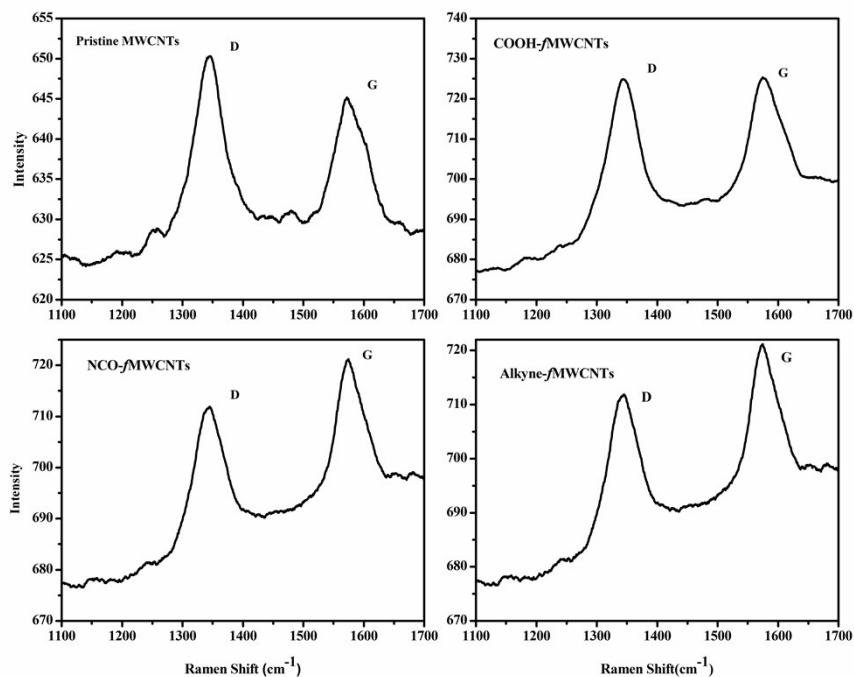 Pristine MWCNTs
D
G
Intensity
655
650
645
640
635
630
625
620
1100 1200 1300 1400 1500 1600 1700
COOH-fMWCNTs
D
G
740
730
720
710
700
690
680
670
1100 1200 1300 1400 1500 1600 1700
NCO-fMWCNTs
D
G
Intensity
720
710
700
690
680
670
1100 1200 1300 1400 1500 1600 1700
Ramen Shift (cm-1)
Alkyne-fMWCNTs
D
G
720
710
700
690
680
670
1100 1200 1300 1400 1500 1600 1700
Ramen Shift(cm-1)